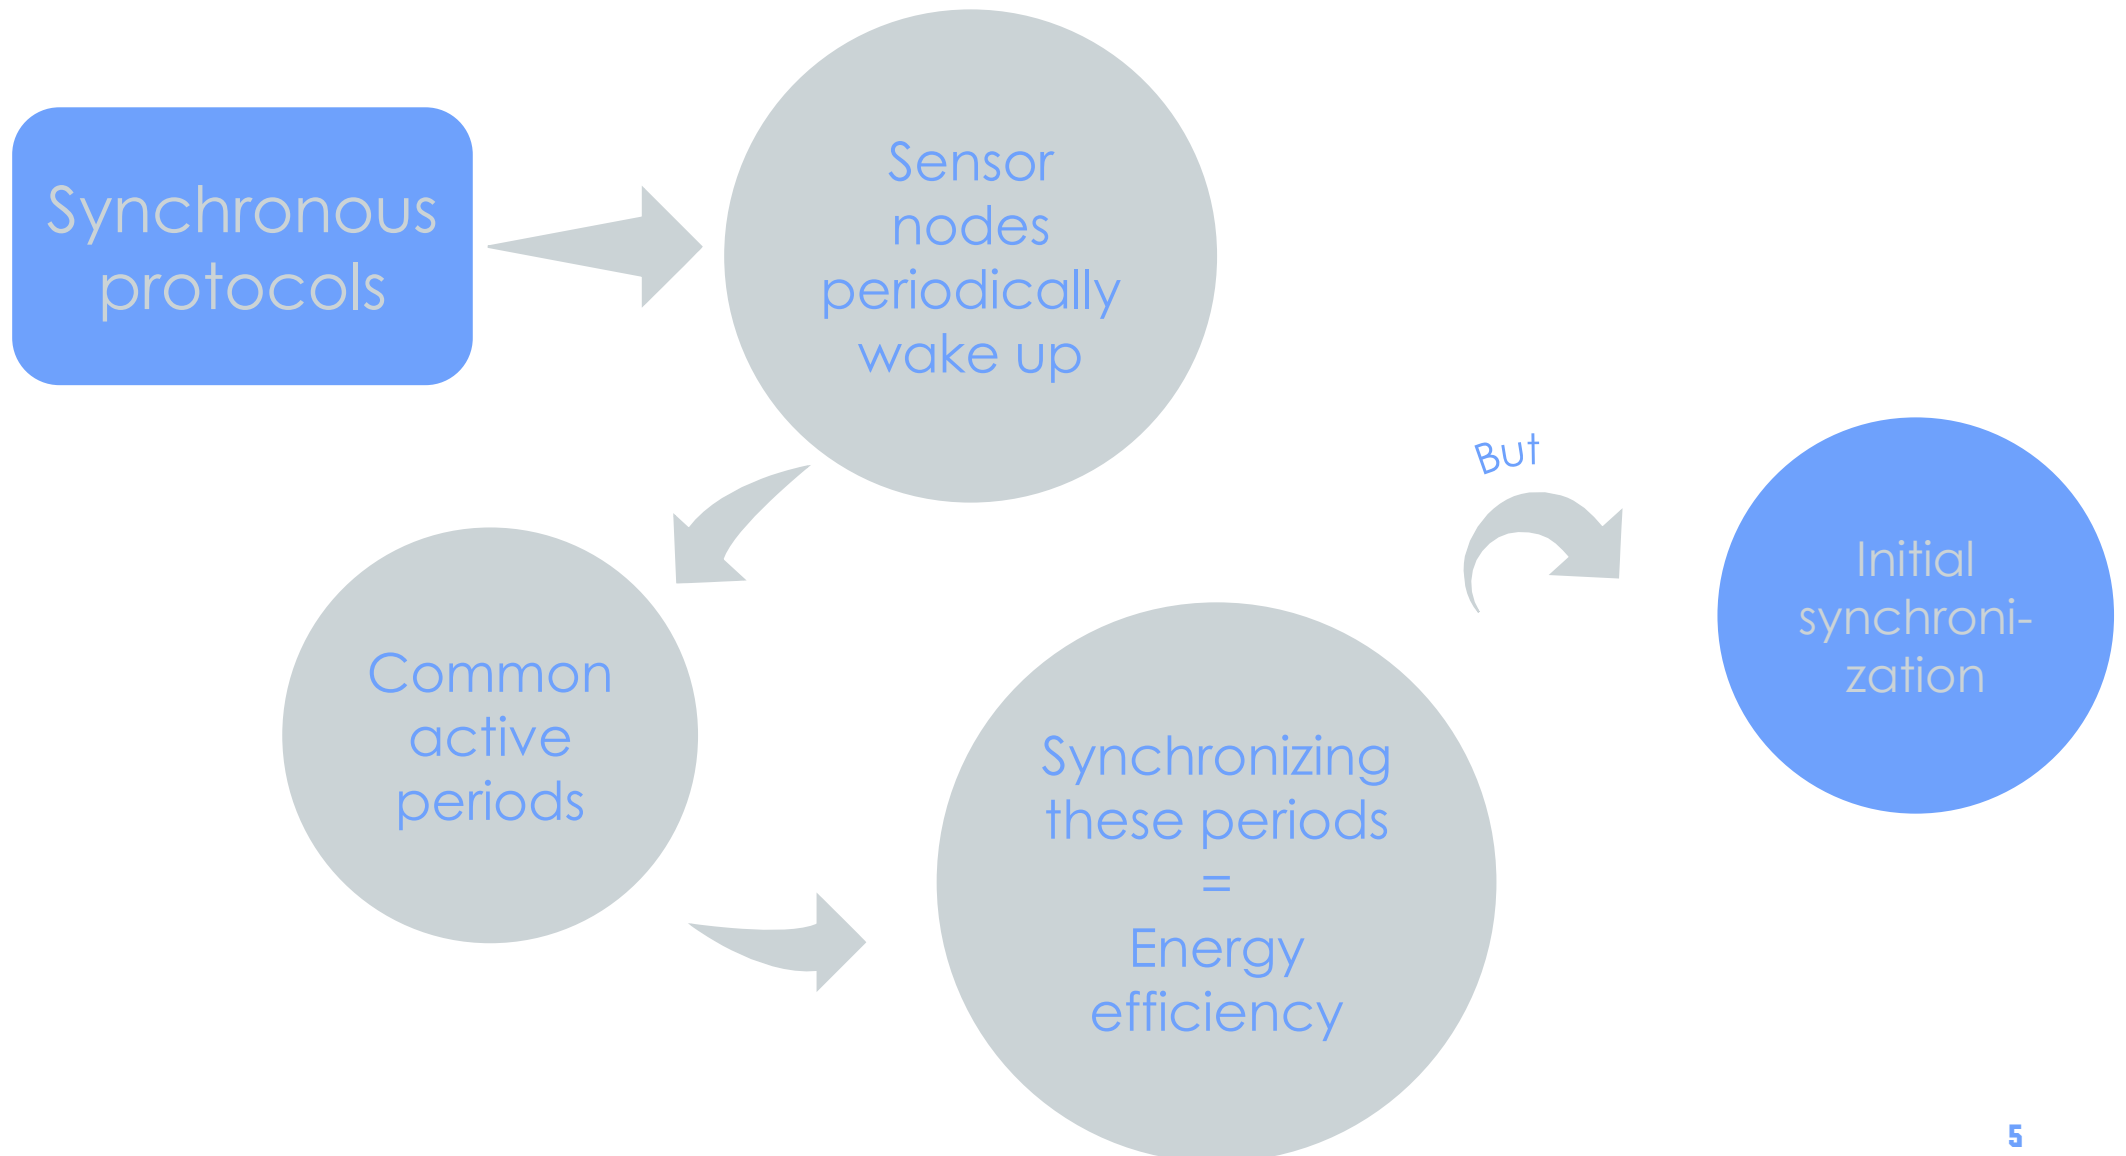 Synchronous
protocols
Sensor
nodes
periodically
wake up
Common
active
periods
Synchronizing
these periods
=
Energy
efficiency
But
Initial
synchroni-
zation
5